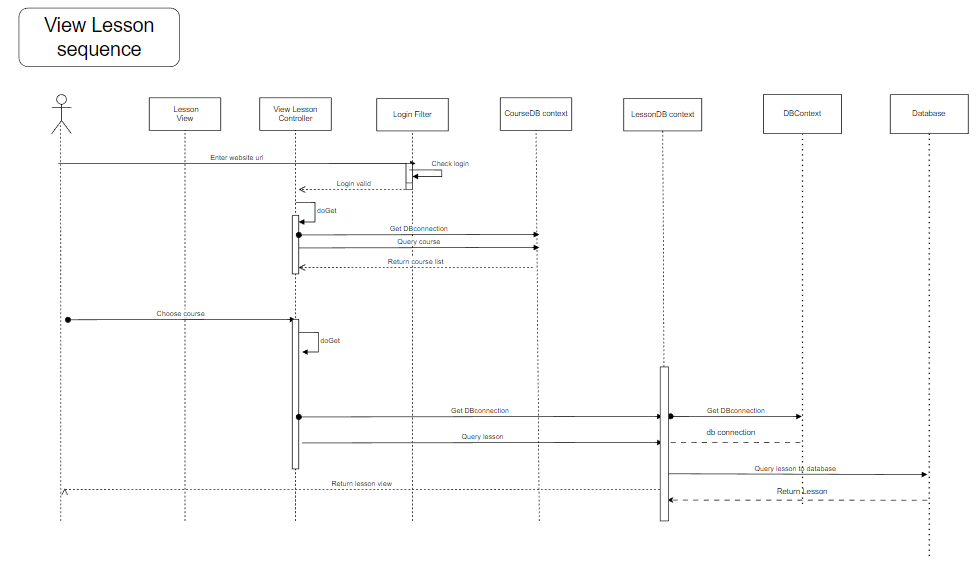 View Lesson
sequence
Lesson
View
View Lesson
Controller
Login Filter
CourseDB context
LessonDB context
DBContext
Database
Enter website url
Check login
Login valid
doGet
Get DBconnection
Query course
Return course list
Choose course
doGet
Get DBconnection
Get DBconnection
db connection
Query lesson
Query lesson to database
Return lesson view
Return Lesson